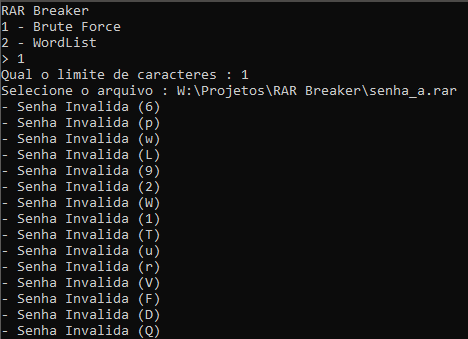 RAR Breaker
1 - Brute Force
2 - WordList
> 1
Qual o limite de caracteres : 1
Selecione o arquivo : W:\Projetos\RAR Breaker\senha_a.rar
- Senha Invalida (6)
- Senha Invalida (p)
- Senha Invalida (w)
- Senha Invalida (L)
- Senha Invalida (9)
- Senha Invalida (2)
- Senha Invalida (W)
- Senha Invalida (1)
- Senha Invalida (T)
- Senha Invalida (u)
- Senha Invalida (r)
- Senha Invalida (V)
- Senha Invalida (F)
- Senha Invalida (D)
- Senha Invalida (Q)